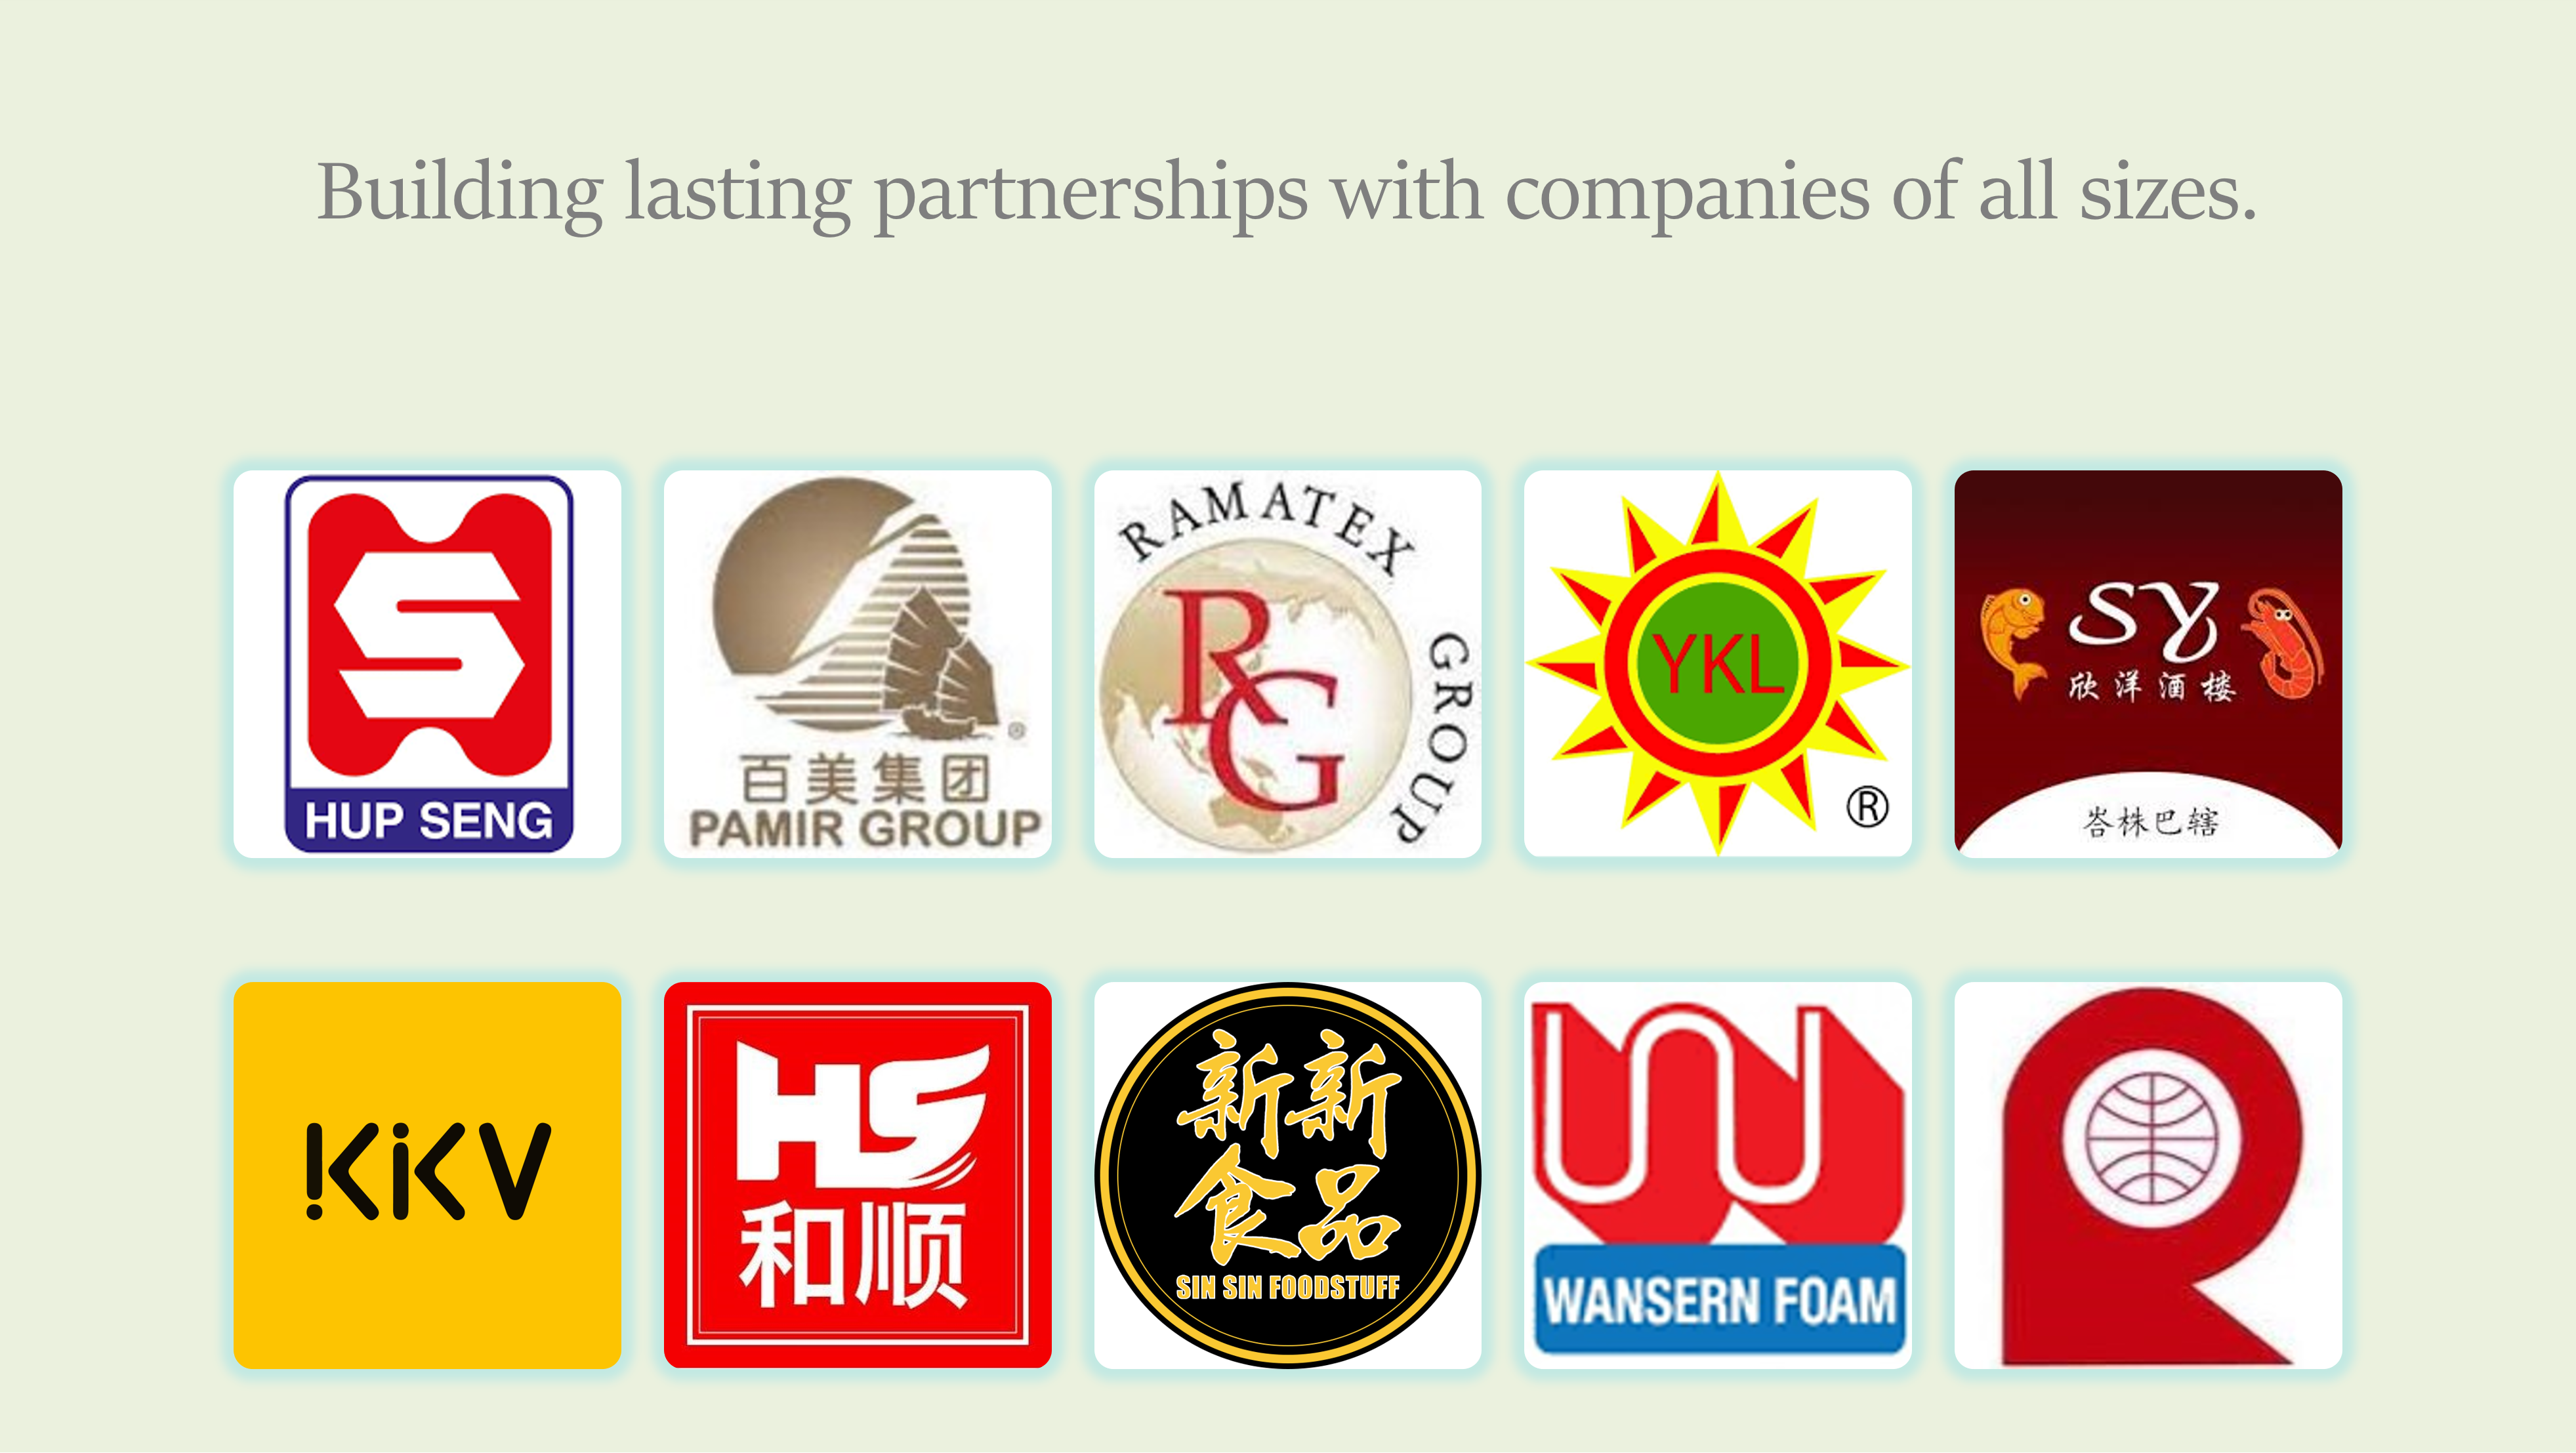 Building lasting partnerships with companies of all sizes.
S
HUP SENG
百美集团
PAMIR GROUP
®
RAMATEX GROUP
RG
YKL
®
SY
欣洋酒楼
峇株巴辖
KKV
HS
和顺
新新
食品
SIN SIN FOODSTUFF
W
WANSERN FOAM
R